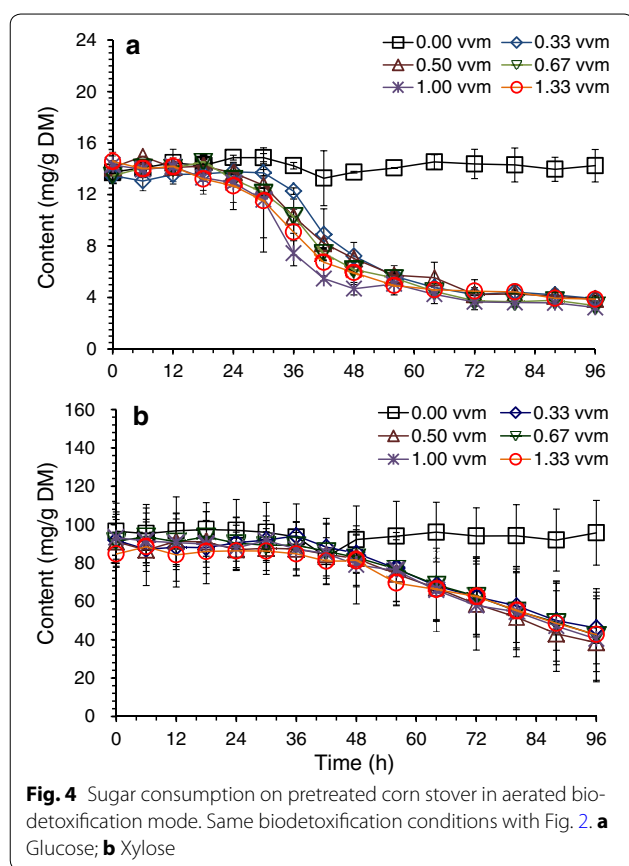 a
24
20
16
12
8
4
0
Content (mg/g DM)
0.00 vvm
0.33 vvm
0.50 vvm
0.67 vvm
1.00 vvm
1.33 vvm
0 12 24 36 48 60 72 84 96
b
160
140
120
100
80
60
40
20
0
Content (mg/g DM)
0.00 vvm
0.33 vvm
0.50 vvm
0.67 vvm
1.00 vvm
1.33 vvm
0 12 24 36 48 60 72 84 96
Time (h)
Fig. 4 Sugar consumption on pretreated corn stover in aerated bio-
detoxification mode. Same biodetoxification conditions with Fig. 2. a
Glucose; b Xylose